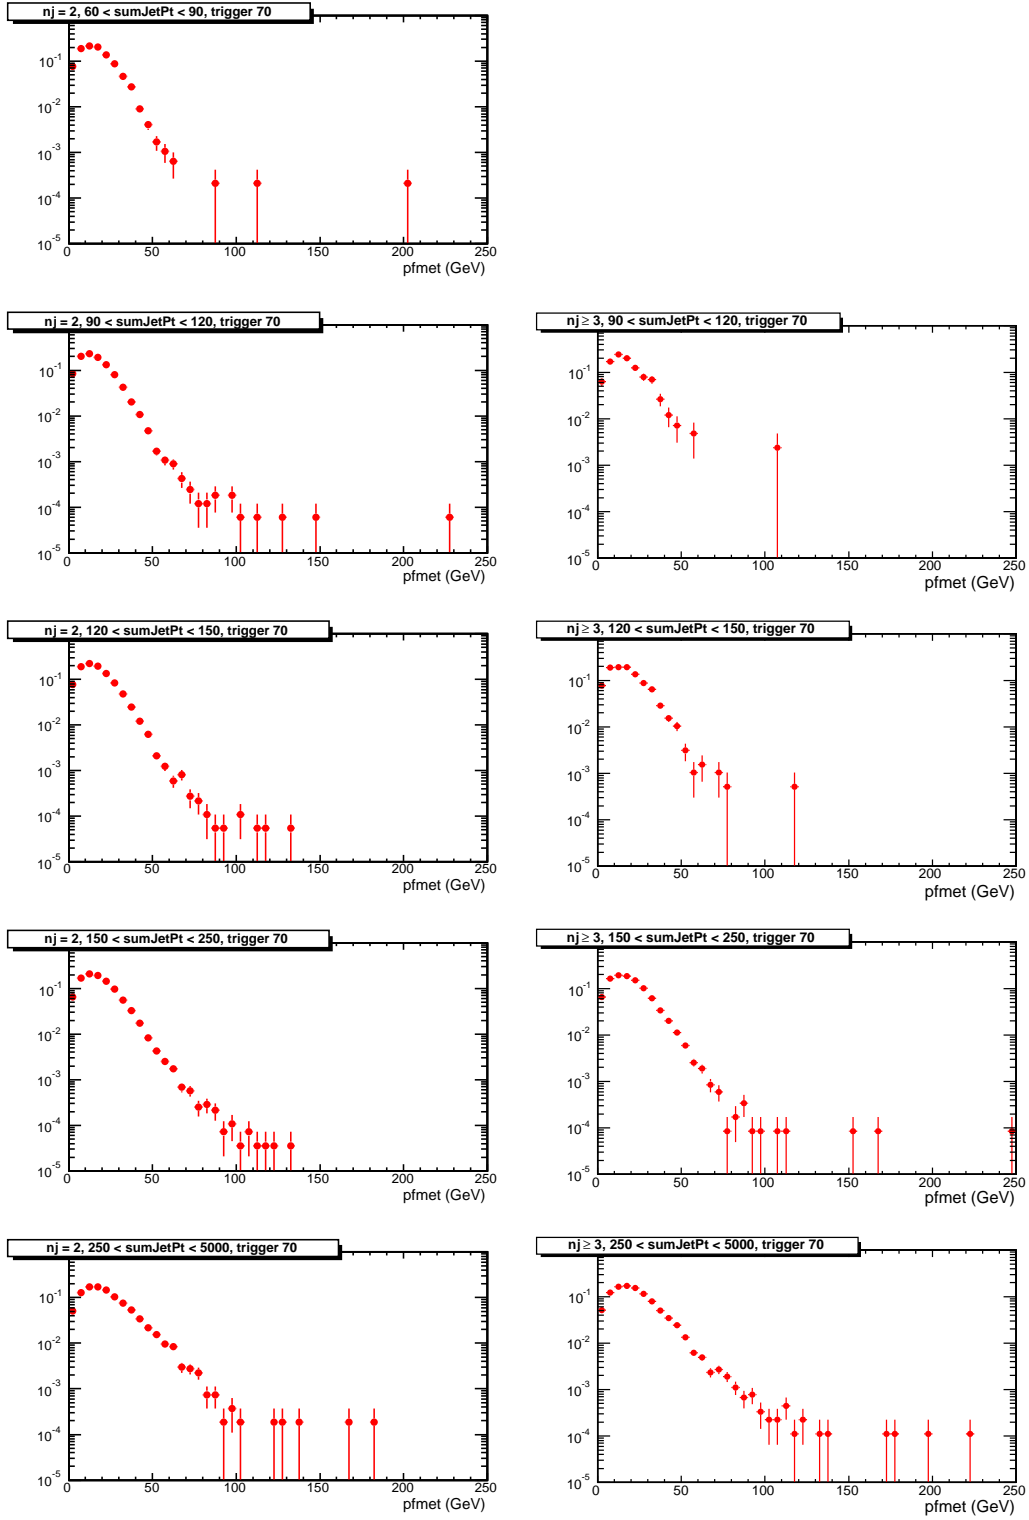 nj = 2, 60 < sumJetPt < 90, trigger 70
10⁻¹
10⁻²
10⁻³
10⁻⁴
10⁻⁵
0 50 100 150 200 250
pfmet (GeV)
nj = 2, 90 < sumJetPt < 120, trigger 70
10⁻¹
10⁻²
10⁻³
10⁻⁴
10⁻⁵
0 50 100 150 200 250
pfmet (GeV)
nj ≥ 3, 90 < sumJetPt < 120, trigger 70
10⁻¹
10⁻²
10⁻³
10⁻⁴
10⁻⁵
0 50 100 150 200 250
pfmet (GeV)
nj = 2, 120 < sumJetPt < 150, trigger 70
10⁻¹
10⁻²
10⁻³
10⁻⁴
10⁻⁵
0 50 100 150 200 250
pfmet (GeV)
nj ≥ 3, 120 < sumJetPt < 150, trigger 70
10⁻¹
10⁻²
10⁻³
10⁻⁴
10⁻⁵
0 50 100 150 200 250
pfmet (GeV)
nj = 2, 150 < sumJetPt < 250, trigger 70
10⁻¹
10⁻²
10⁻³
10⁻⁴
10⁻⁵
0 50 100 150 200 250
pfmet (GeV)
nj ≥ 3, 150 < sumJetPt < 250, trigger 70
10⁻¹
10⁻²
10⁻³
10⁻⁴
10⁻⁵
0 50 100 150 200 250
pfmet (GeV)
nj = 2, 250 < sumJetPt < 5000, trigger 70
10⁻¹
10⁻²
10⁻³
10⁻⁴
10⁻⁵
0 50 100 150 200 250
pfmet (GeV)
nj ≥ 3, 250 < sumJetPt < 5000, trigger 70
10⁻¹
10⁻²
10⁻³
10⁻⁴
10⁻⁵
0 50 100 150 200 250
pfmet (GeV)